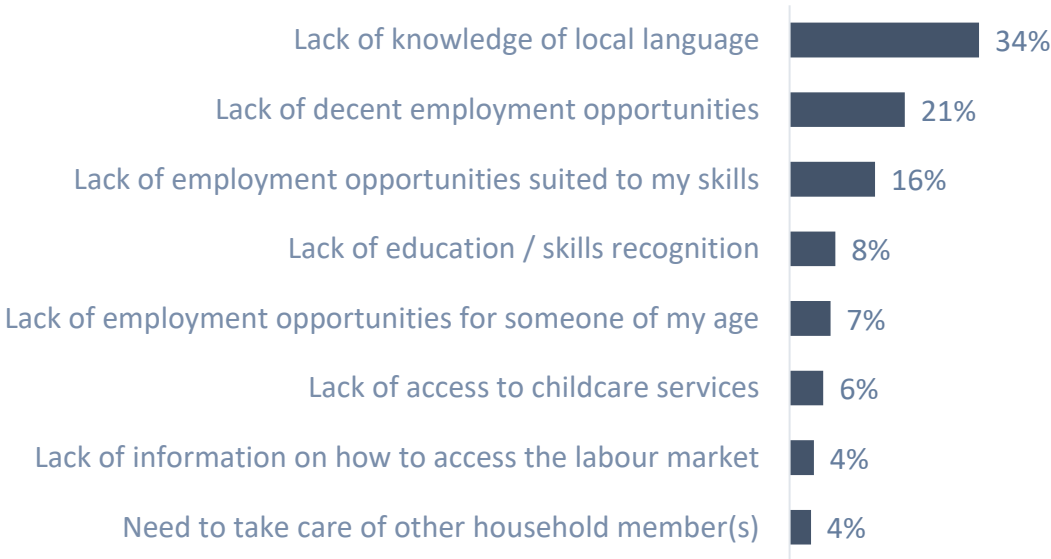 Lack of knowledge of local language 34%
Lack of decent employment opportunities 21%
Lack of employment opportunities suited to my skills 16%
Lack of education / skills recognition 8%
Lack of employment opportunities for someone of my age 7%
Lack of access to childcare services 6%
Lack of information on how to access the labour market 4%
Need to take care of other household member(s) 4%